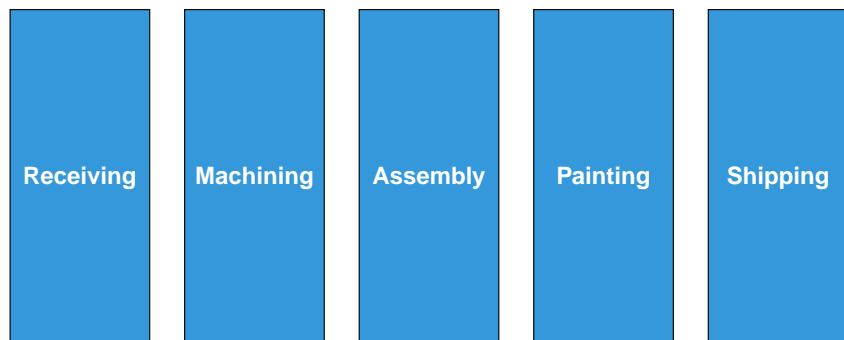 Receiving
Machining
Assembly
Painting
Shipping